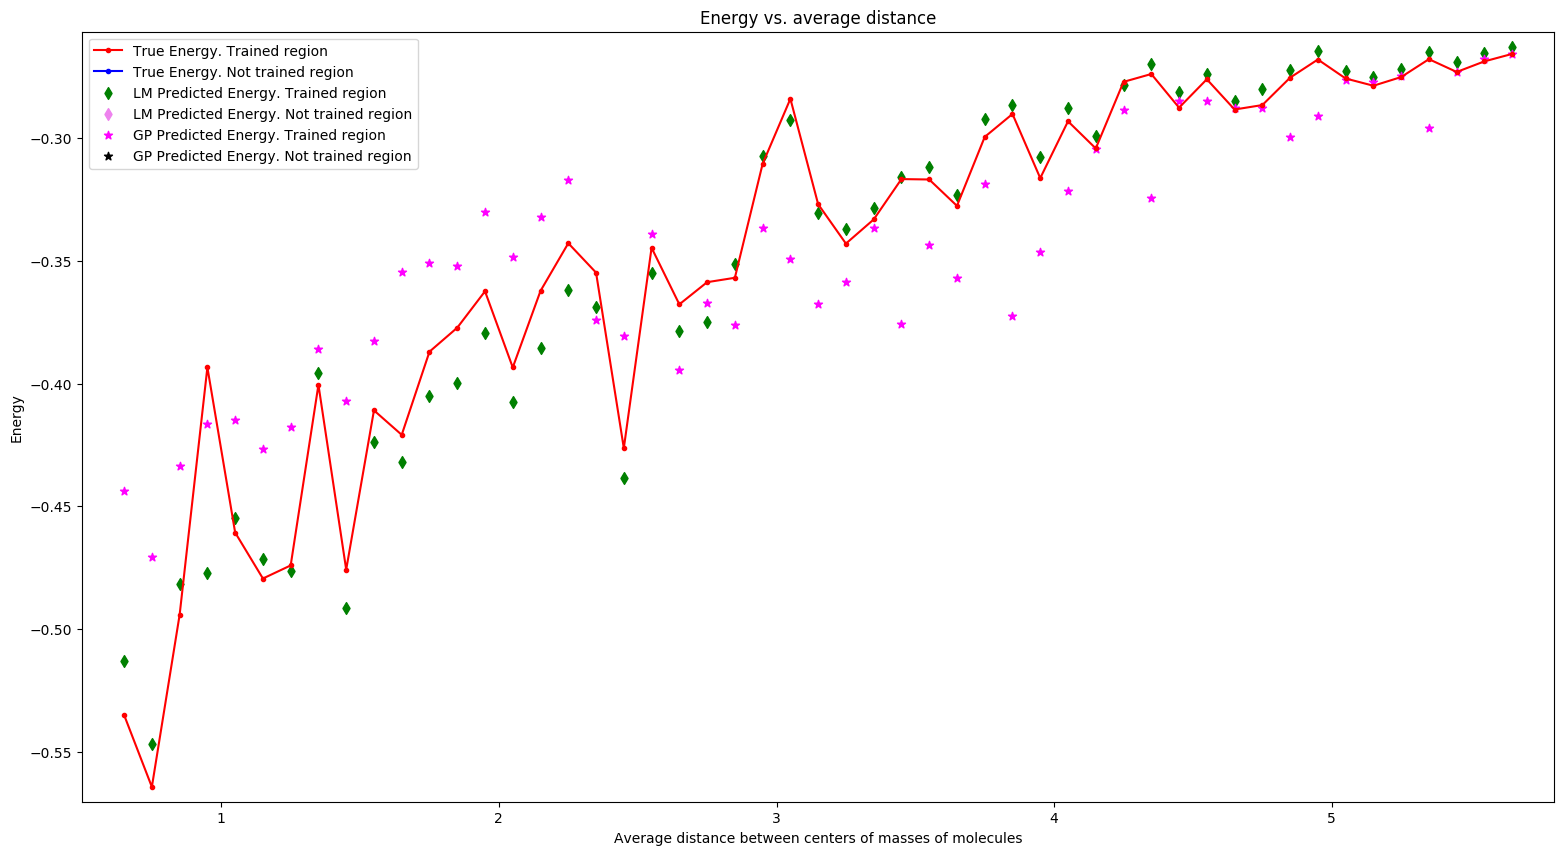 Energy vs. average distance
True Energy. Trained region
True Energy. Not trained region
LM Predicted Energy. Trained region
LM Predicted Energy. Not trained region
GP Predicted Energy. Trained region
GP Predicted Energy. Not trained region
−0.30
−0.35
−0.40
−0.45
−0.50
−0.55
Energy
1 2 3 4 5
Average distance between centers of masses of molecules